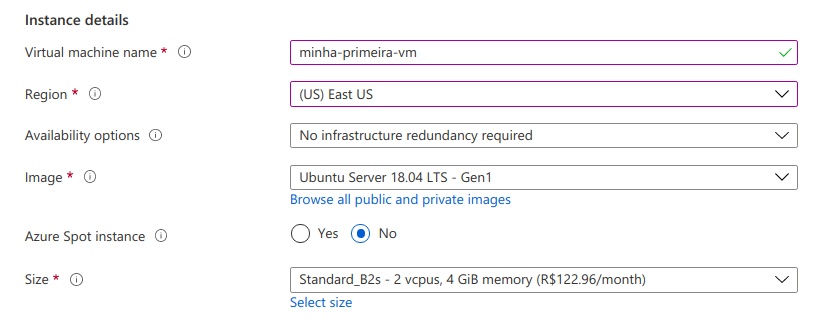 Instance details
Virtual machine name * minha-primeira-vm
Region * (US) East US
Availability options No infrastructure redundancy required
Image * Ubuntu Server 18.04 LTS - Gen1
Browse all public and private images
Azure Spot instance Yes No
Size * Standard_B2s - 2 vcpus, 4 GiB memory (R$122.96/month)
Select size